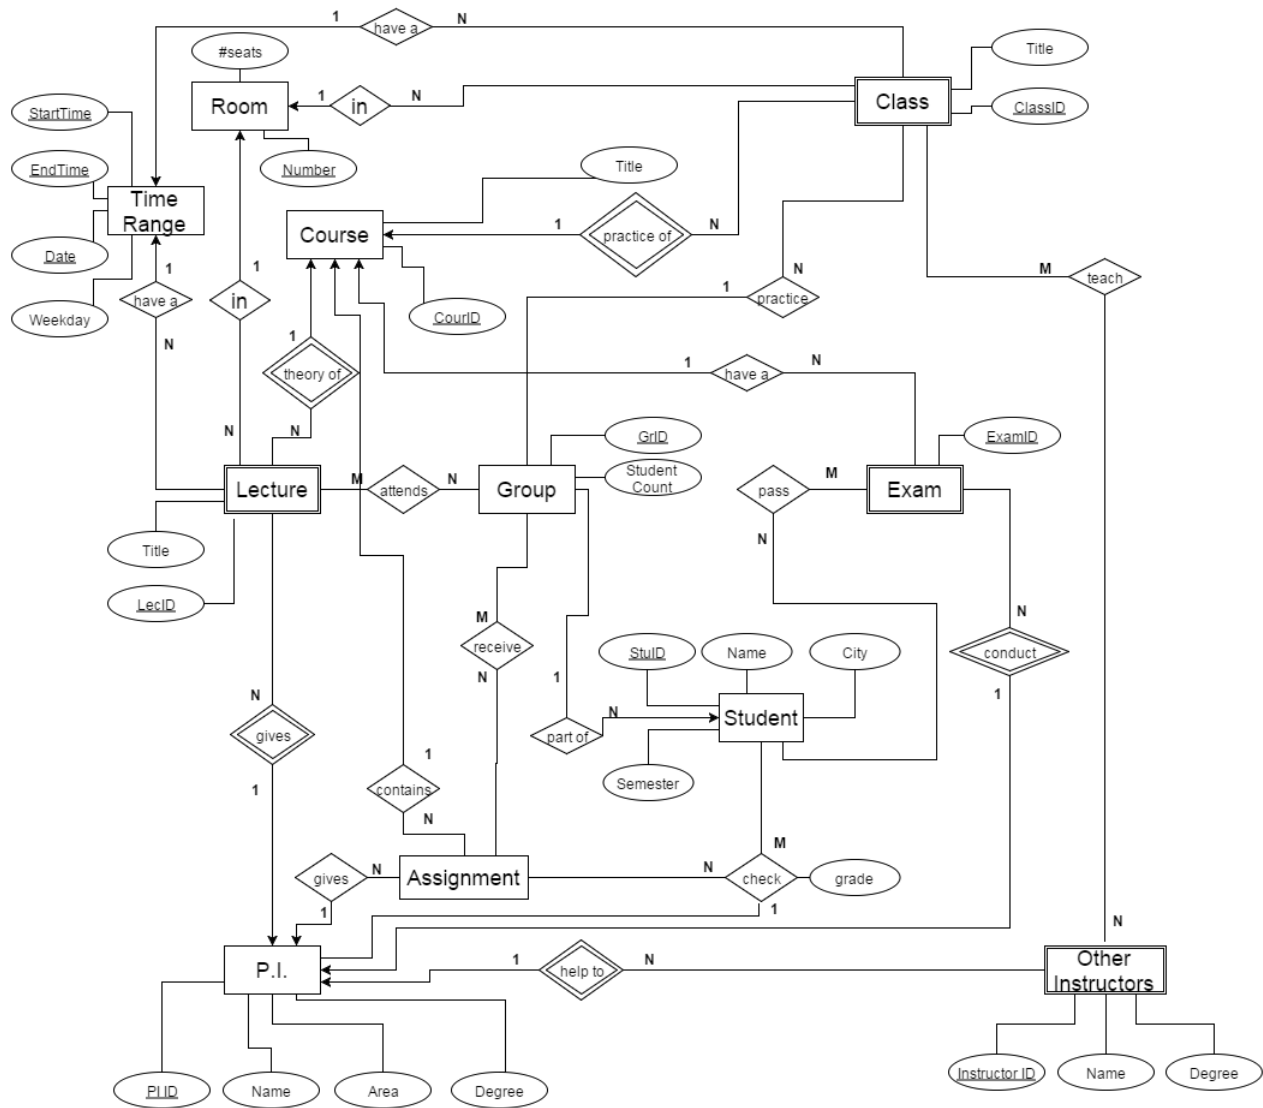 1
have a
N
#seats
Title
Room
1
in
N
Class
StartTime
ClassID
EndTime
Number
Title
Time
Range
Course
1
practice of
N
Date
1
have a
1
in
1
N
practice
M
teach
Weekday
CourID
N
1
theory of
1
have a
N
N
N
GrID
ExamID
Lecture
M
attends
N
Group
Student
Count
pass
M
Exam
Title
N
LecID
M
receive
N
N
conduct
StuID
Name
City
1
N
1
N
Student
N
gives
part of
1
contains
N
Semester
1
M
gives
N
Assignment
N
check
grade
1
1
N
P.I.
1
help to
N
Other
Instructors
PI ID
Name
Area
Degree
Instructor ID
Name
Degree